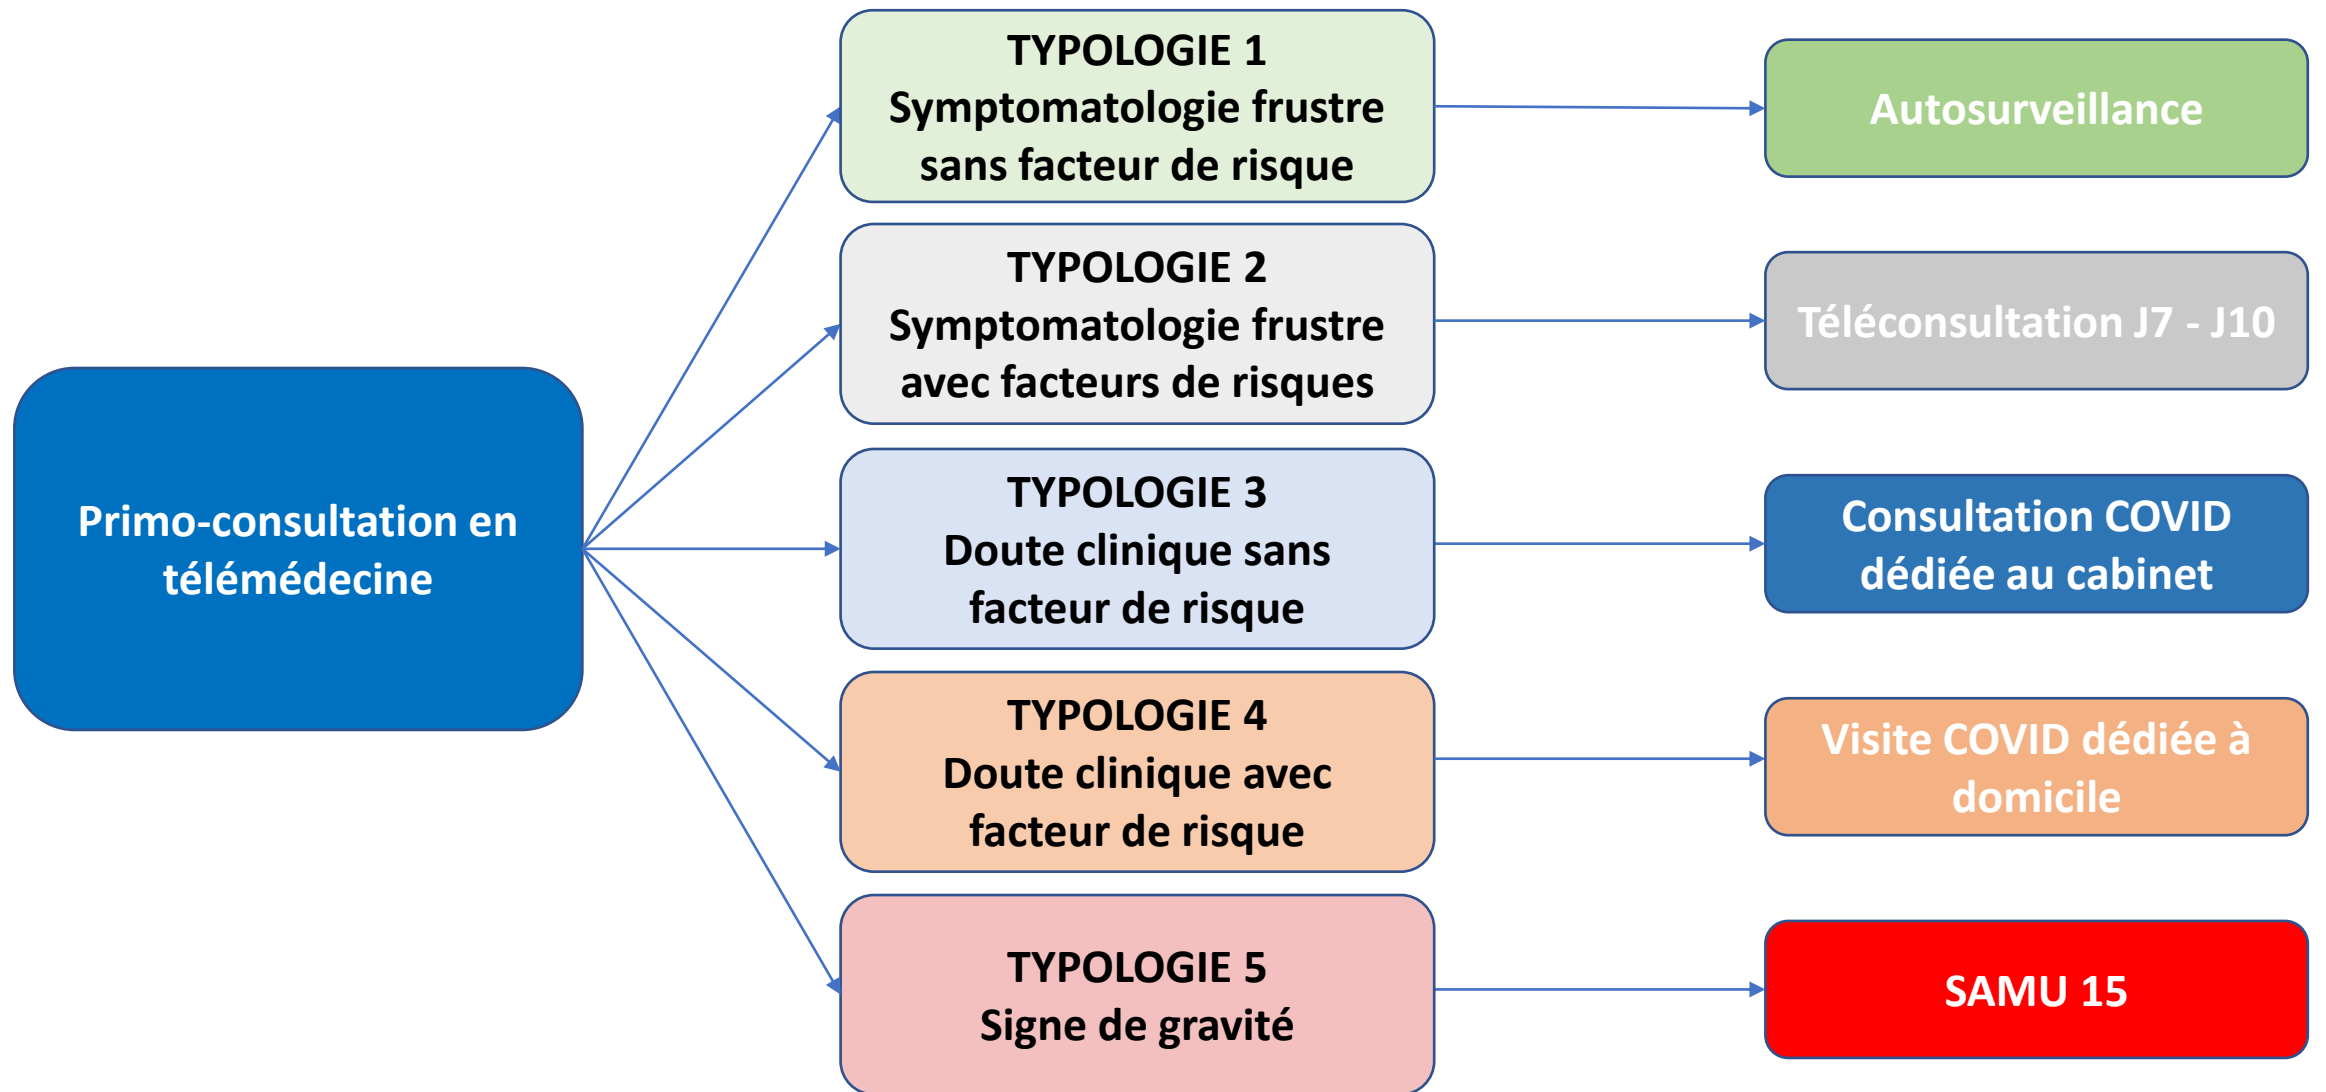 Primo-consultation en
télémédecine
TYPOLOGIE 1
Symptomatologie frustre
sans facteur de risque
Autosurveillance
TYPOLOGIE 2
Symptomatologie frustre
avec facteurs de risques
Téléconsultation J7 - J10
TYPOLOGIE 3
Doute clinique sans
facteur de risque
Consultation COVID
dédiée au cabinet
TYPOLOGIE 4
Doute clinique avec
facteur de risque
Visite COVID dédiée à
domicile
TYPOLOGIE 5
Signe de gravité
SAMU 15